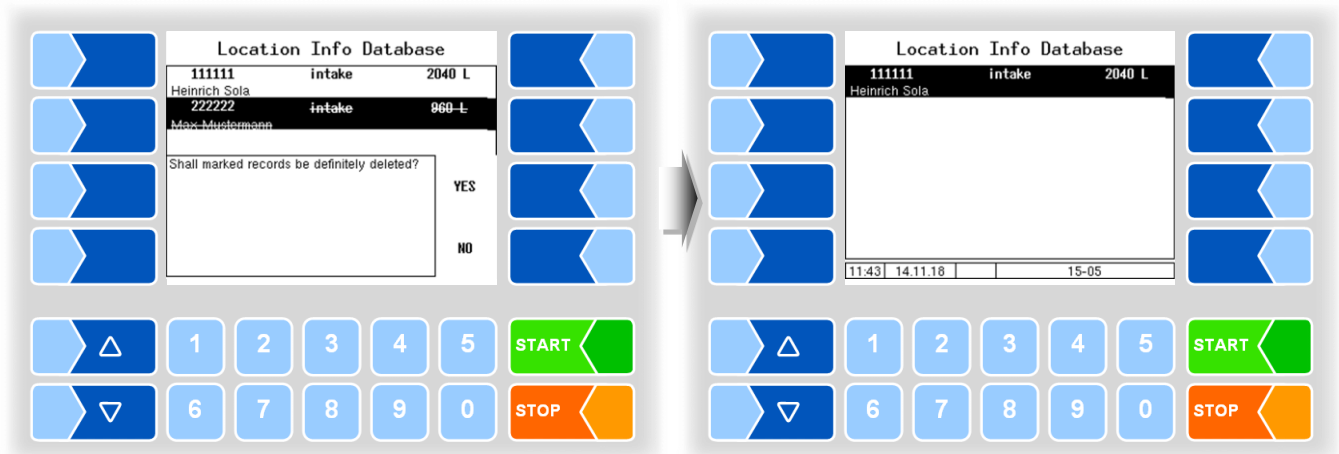 Location Info Database
111111 intake 2040 L
Heinrich Sola
222222 intake 960 L
Max Mustermann
Shall marked records be definitely deleted?
YES
NO
1 2 3 4 5 START
6 7 8 9 0 STOP
Location Info Database
111111 intake 2040 L
Heinrich Sola
11:43 14.11.18 15-05
1 2 3 4 5 START
6 7 8 9 0 STOP